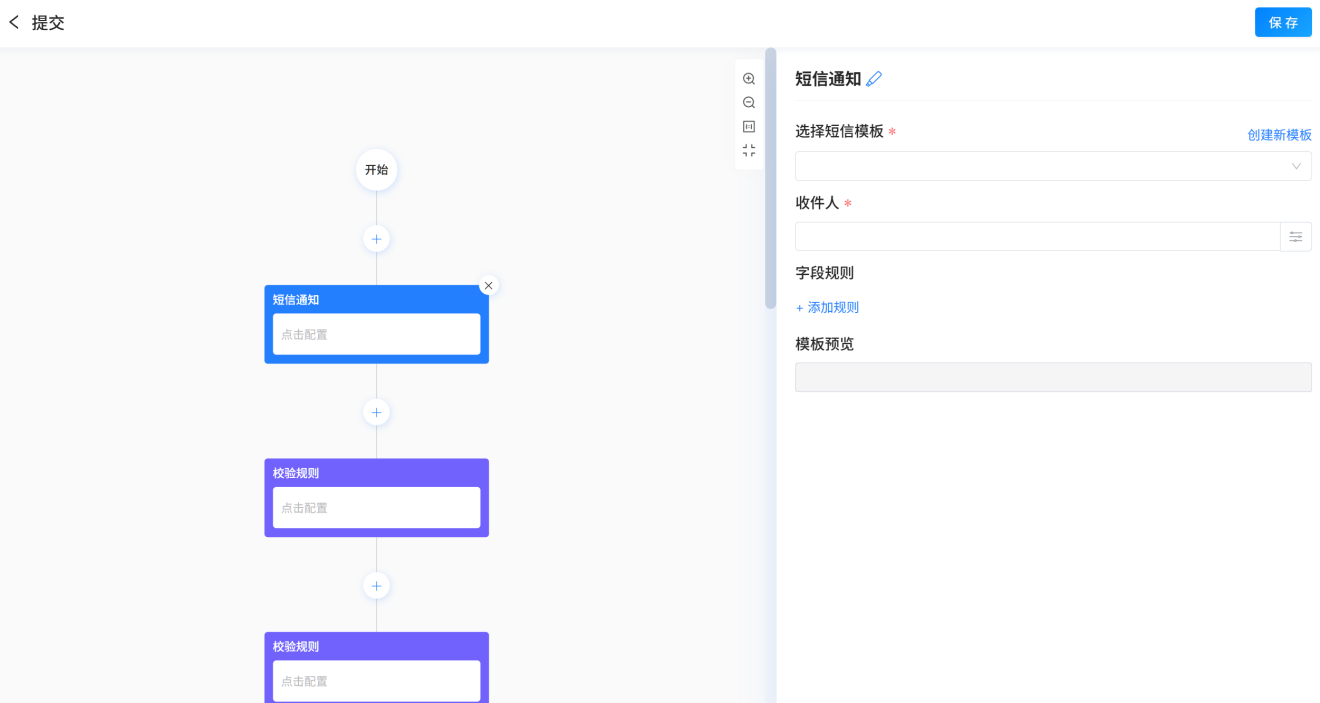 提交
保存
开始
短信通知
点击配置
校验规则
点击配置
校验规则
点击配置
短信通知
选择短信模板 *
创建新模板
收件人 *
字段规则
+ 添加规则
模板预览